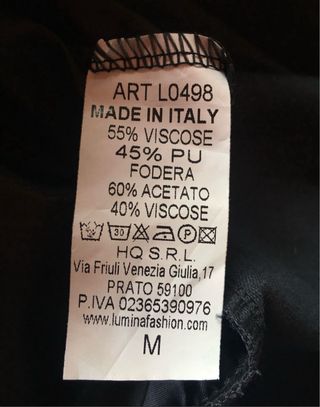 ART L0498
MADE IN ITALY
55% VISCOSE
45% PU
FODERA
60% ACETATO
40% VISCOSE
30 P
HQ S.R.L.
Via Friuli Venezia Giulia,17
PRATO 59100
P.IVA 02365390976
www.luminafashion.com
M